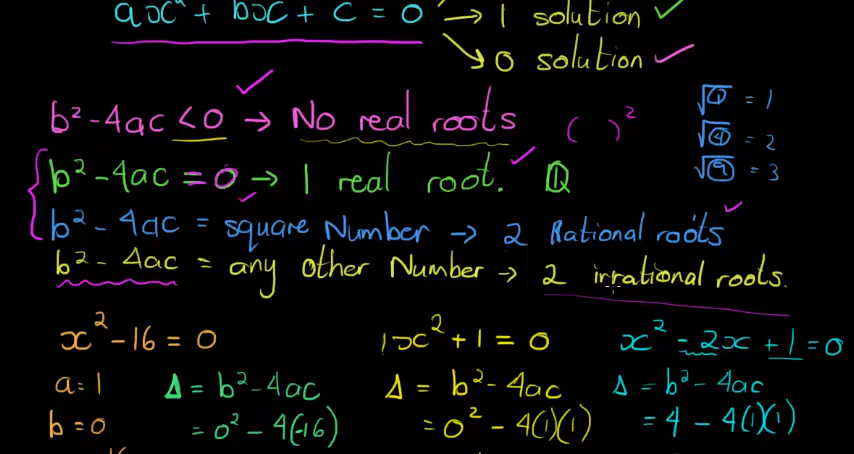 ax² + bx + c = 0 → 1 solution ✓
↘ 0 solution ✓
b² - 4ac < 0 → No real roots ( )² √1 = 1
√4 = 2
b² - 4ac = 0 → 1 real root. ℚ √9 = 3
b² - 4ac = square Number → 2 Rational roots
b² - 4ac = any other Number → 2 irrational roots.
x² - 16 = 0 1x² + 1 = 0 x² - 2x + 1 = 0
a = 1 Δ = b² - 4ac Δ = b² - 4ac Δ = b² - 4ac
b = 0 = 0² - 4(-16) = 0² - 4(1)(1) = 4 - 4(1)(1)